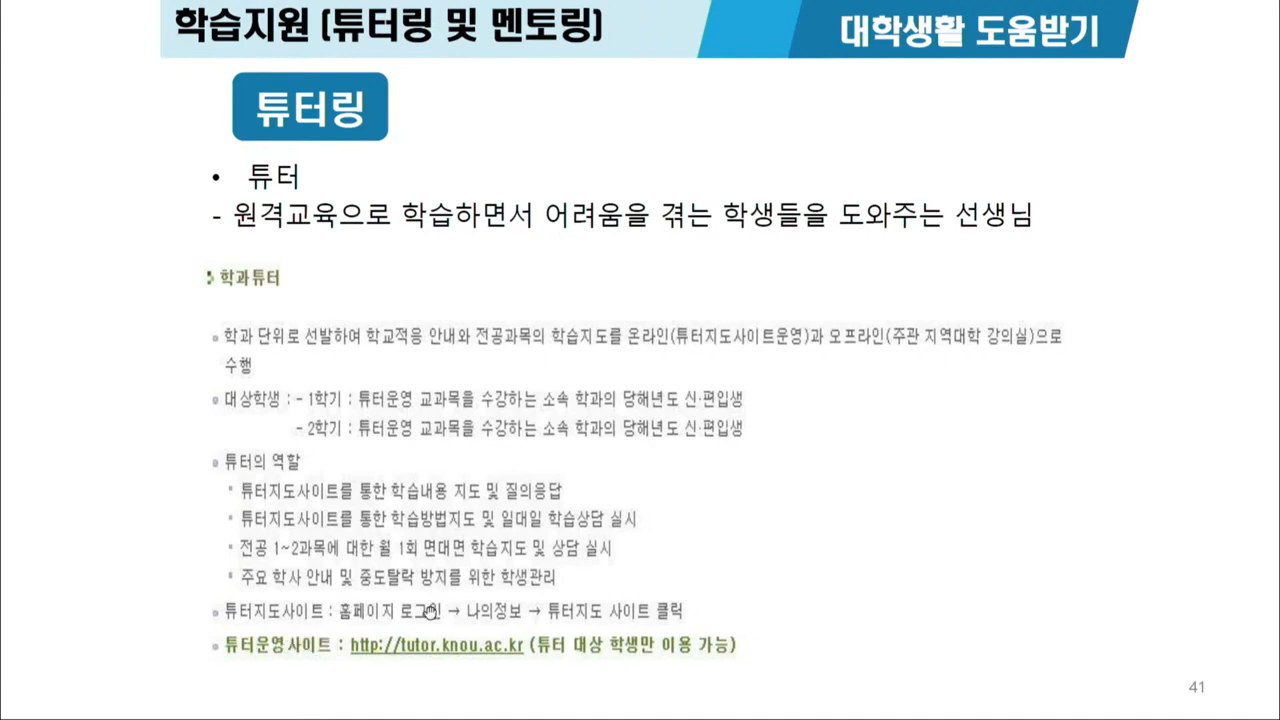 학습지원 (튜터링 및 멘토링)
대학생활 도움받기
튜터링
• 튜터
- 원격교육으로 학습하면서 어려움을 겪는 학생들을 도와주는 선생님
학과튜터
학과 단위로 선발하여 학교적응 안내와 전공과목의 학습지도를 온라인(튜터지도사이트운영)과 오프라인(주관 지역대학 강의실)으로
수행
대상학생 : - 1학기 : 튜터운영 교과목을 수강하는 소속 학과의 당해년도 신·편입생
- 2학기 : 튜터운영 교과목을 수강하는 소속 학과의 당해년도 신·편입생
튜터의 역할
튜터지도사이트를 통한 학습내용 지도 및 질의응답
튜터지도사이트를 통한 학습방법지도 및 일대일 학습상담 실시
전공 1~2과목에 대한 월 1회 면대면 학습지도 및 상담 실시
주요 학사 안내 및 중도탈락 방지를 위한 학생관리
튜터지도사이트 : 홈페이지 로그인 → 나의정보 → 튜터지도 사이트 클릭
튜터운영사이트 : http://tutor.knou.ac.kr (튜터 대상 학생만 이용 가능)
41